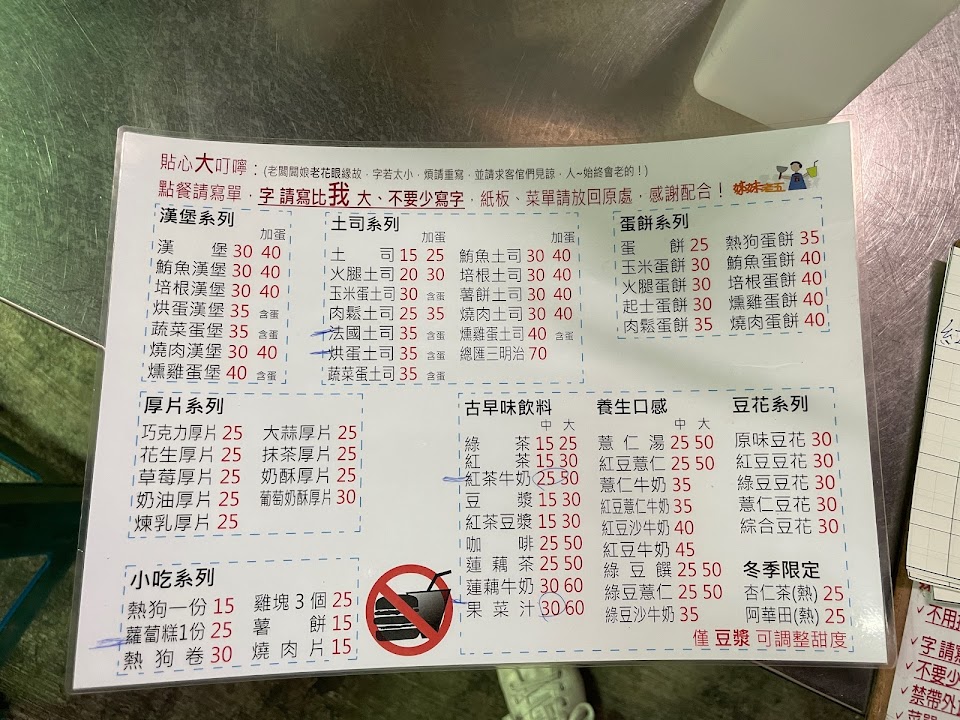 貼心大叮嚀：(老闆闆娘老花眼緣故，字若太小，煩請重寫，並請求客倌們見諒，人~始終會老的！)
點餐請寫單，字 請寫比我 大、不要少寫字，紙板、菜單請放回原處，感謝配合！
姊妹老五
漢堡系列
加蛋
漢堡 30 40
鮪魚漢堡 30 40
培根漢堡 30 40
烘蛋漢堡 35 含蛋
蔬菜蛋堡 35 含蛋
燒肉漢堡 30 40
燻雞蛋堡 40 含蛋
土司系列
加蛋
土司 15 25
火腿土司 20 30
玉米蛋土司 30 含蛋
肉鬆土司 25 35
法國土司 35 含蛋
烘蛋土司 35 含蛋
蔬菜蛋土司 35 含蛋
加蛋
鮪魚土司 30 40
培根土司 30 40
薯餅土司 30 40
燒肉土司 30 40
燻雞蛋土司 40 含蛋
總匯三明治 70
蛋餅系列
蛋餅 25
玉米蛋餅 30
火腿蛋餅 30
起士蛋餅 30
肉鬆蛋餅 35
熱狗蛋餅 35
鮪魚蛋餅 40
培根蛋餅 40
燻雞蛋餅 40
燒肉蛋餅 40
厚片系列
巧克力厚片 25
花生厚片 25
草莓厚片 25
奶油厚片 25
煉乳厚片 25
大蒜厚片 25
抹茶厚片 25
奶酥厚片 25
葡萄奶酥厚片 30
小吃系列
熱狗一份 15
蘿蔔糕1份 25
熱狗卷 30
雞塊3個 25
薯餅 15
燒肉片 15
古早味飲料
中 大
綠茶 15 25
紅茶 15 30
紅茶牛奶 25 50
豆漿 15 30
紅茶豆漿 15 30
咖啡 25 50
蓮藕茶 25 50
蓮藕牛奶 30 60
果菜汁 30 60
養生口感
中 大
薏仁湯 25 50
紅豆薏仁 25 50
薏仁牛奶 35
紅豆薏仁牛奶 35
紅豆沙牛奶 40
紅豆牛奶 45
綠豆饌 25 50
綠豆薏仁 25 50
綠豆沙牛奶 35
豆花系列
原味豆花 30
紅豆豆花 30
綠豆豆花 30
薏仁豆花 30
綜合豆花 30
冬季限定
杏仁茶(熱) 25
阿華田(熱) 25
僅 豆漿 可調整甜度
不用
字請寫
不要少
禁帶外